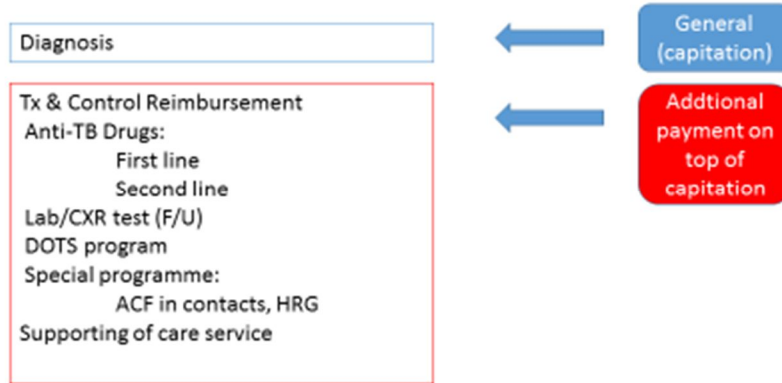 Diagnosis
General
(capitation)
Tx & Control Reimbursement
Anti-TB Drugs:
First line
Second line
Lab/CXR test (F/U)
DOTS program
Special programme:
ACF in contacts, HRG
Supporting of care service
Addtional
payment on
top of
capitation